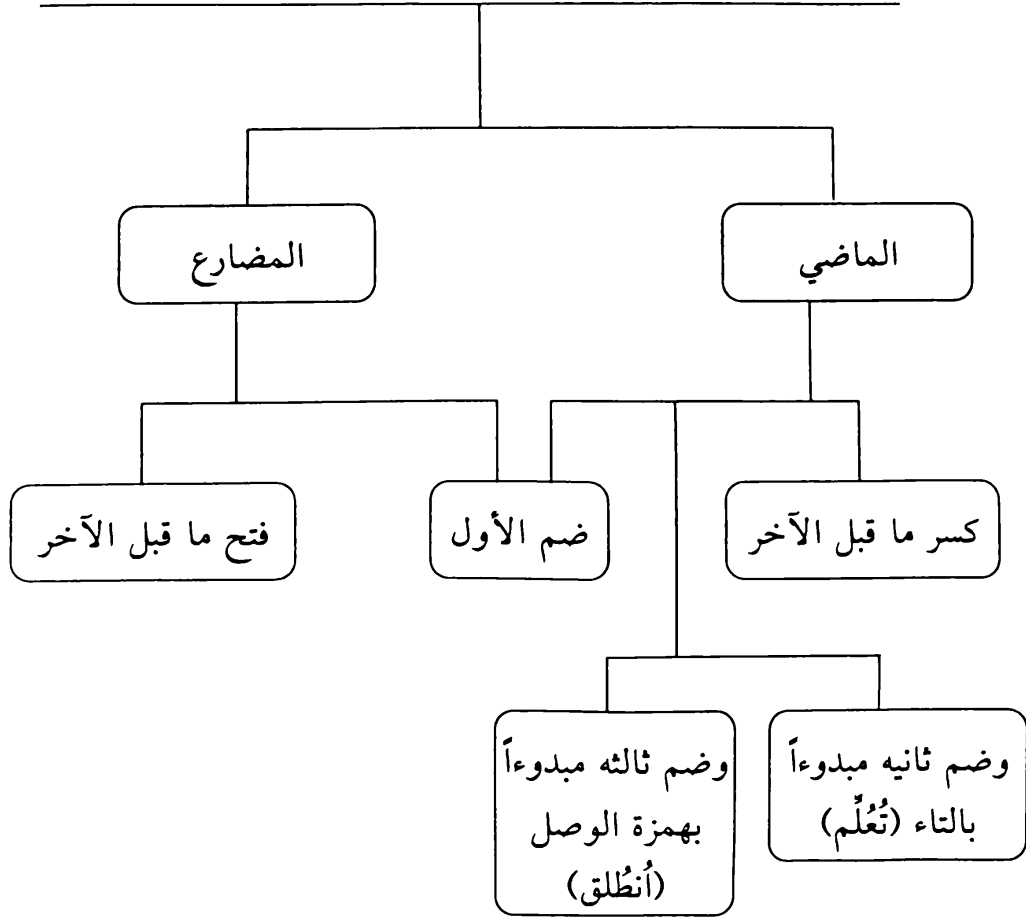 الماضي
المضارع
كسر ما قبل الآخر
ضم الأول
فتح ما قبل الآخر
وضم ثانيه مبدوءاً
بالتاء (تُعُلِّم)
وضم ثالثه مبدوءاً
بهمزة الوصل
(اُنطُلق)